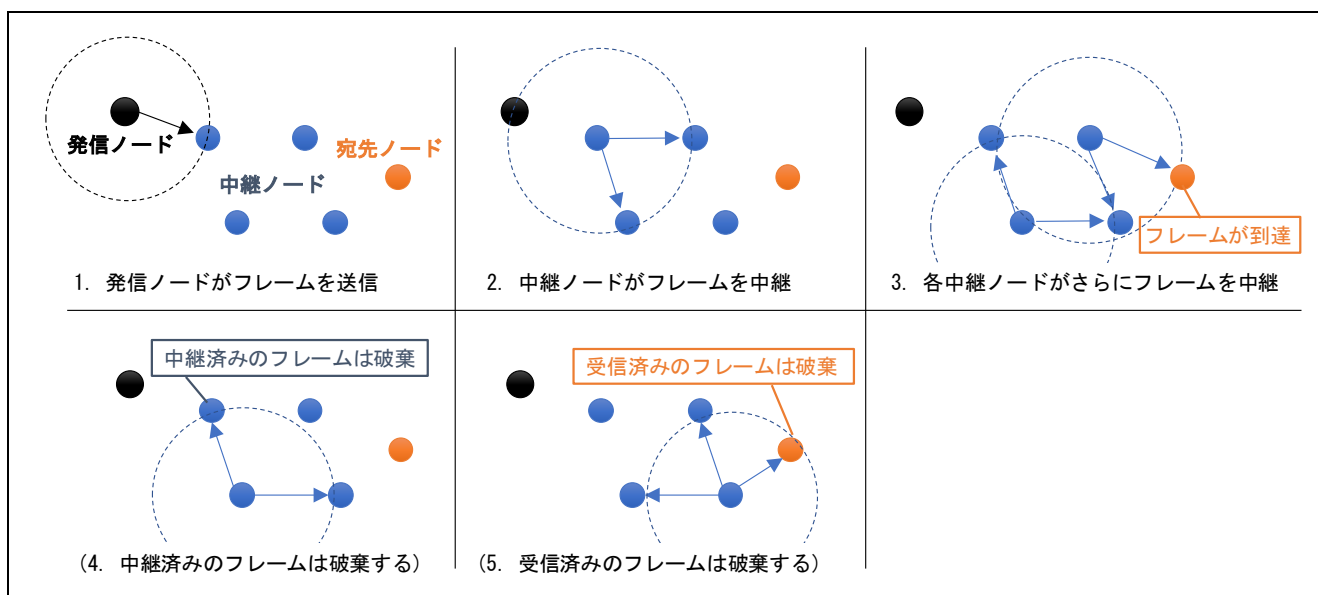 発信ノード
宛先ノード
中継ノード
1. 発信ノードがフレームを送信
2. 中継ノードがフレームを中継
フレームが到達
3. 各中継ノードがさらにフレームを中継
中継済みのフレームは破棄
(4. 中継済みのフレームは破棄する)
受信済みのフレームは破棄
(5. 受信済みのフレームは破棄する)